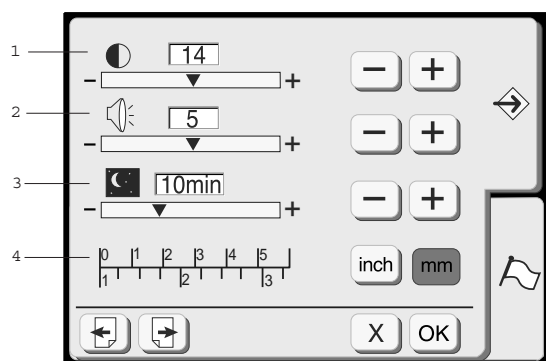 1
14
- +
- +
2
5
- +
- +
3
10min
- +
- +
4
0 1 2 3 4 5
1 2 3
inch mm
X OK